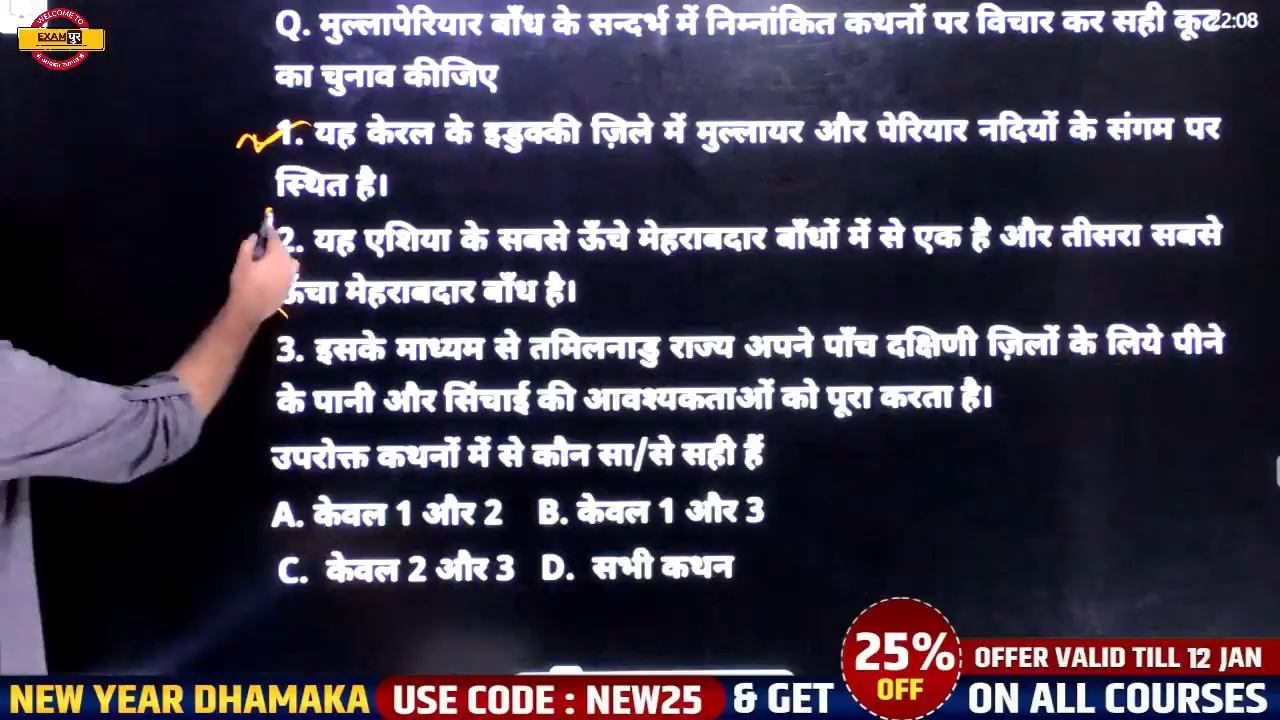 WELCOME TO
EXAMपुर
Q. मुल्लापेरियार बाँध के सन्दर्भ में निम्नांकित कथनों पर विचार कर सही कूट
2:08
का चुनाव कीजिए
1. यह केरल के इडुक्की ज़िले में मुल्लायर और पेरियार नदियों के संगम पर
स्थित है।
2. यह एशिया के सबसे ऊँचे मेहराबदार बाँधों में से एक है और तीसरा सबसे
ऊंचा मेहराबदार बाँध है।
3. इसके माध्यम से तमिलनाडु राज्य अपने पाँच दक्षिणी ज़िलों के लिये पीने
के पानी और सिंचाई की आवश्यकताओं को पूरा करता है।
उपरोक्त कथनों में से कौन सा/से सही हैं
A. केवल 1 और 2 B. केवल 1 और 3
C. केवल 2 और 3 D. सभी कथन
25% OFF
OFFER VALID TILL 12 JAN
NEW YEAR DHAMAKA USE CODE : NEW25 & GET ON ALL COURSES